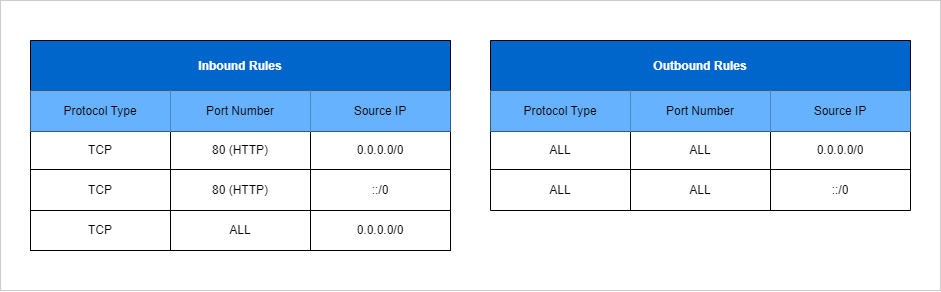 Inbound Rules
Protocol Type Port Number Source IP
TCP 80 (HTTP) 0.0.0.0/0
TCP 80 (HTTP) ::/0
TCP ALL 0.0.0.0/0
Outbound Rules
Protocol Type Port Number Source IP
ALL ALL 0.0.0.0/0
ALL ALL ::/0